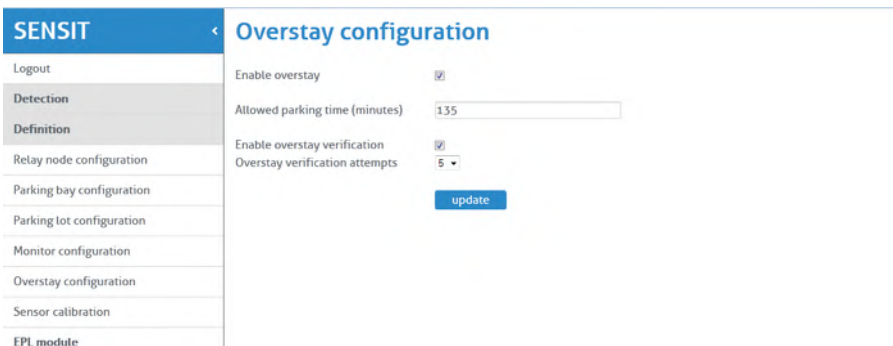 SENSIT
Logout
Detection
Definition
Relay node configuration
Parking bay configuration
Parking lot configuration
Monitor configuration
Overstay configuration
Sensor calibration
EPL module
Overstay configuration
Enable overstay
Allowed parking time (minutes) 135
Enable overstay verification
Overstay verification attempts 5
update